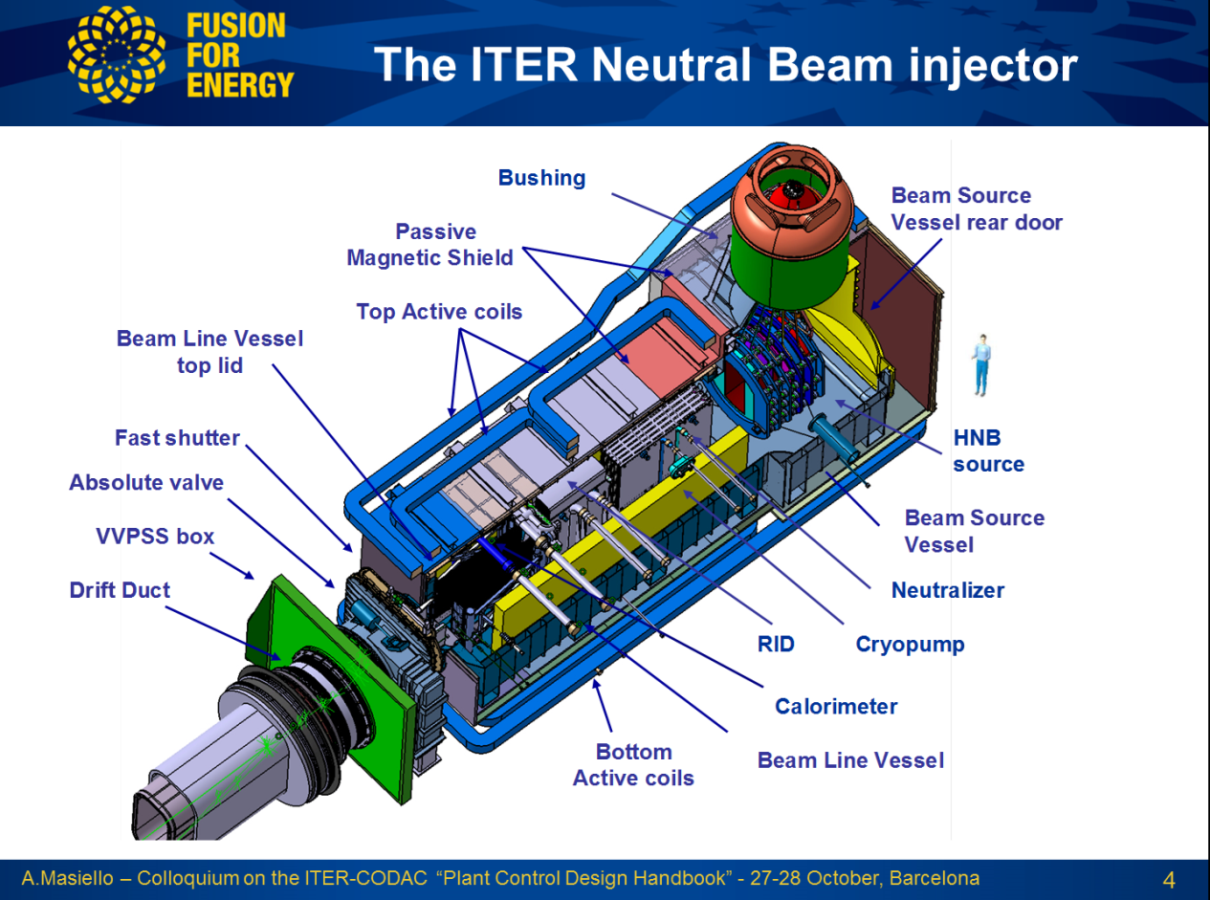 FUSION
FOR
ENERGY
The ITER Neutral Beam injector
Bushing
Beam Source
Vessel rear door
Passive
Magnetic Shield
Top Active coils
Beam Line Vessel
top lid
Fast shutter
Absolute valve
VVPSS box
Drift Duct
HNB
source
Beam Source
Vessel
Neutralizer
RID
Cryopump
Calorimeter
Bottom
Active coils
Beam Line Vessel
A.Masiello – Colloquium on the ITER-CODAC “Plant Control Design Handbook” - 27-28 October, Barcelona
4